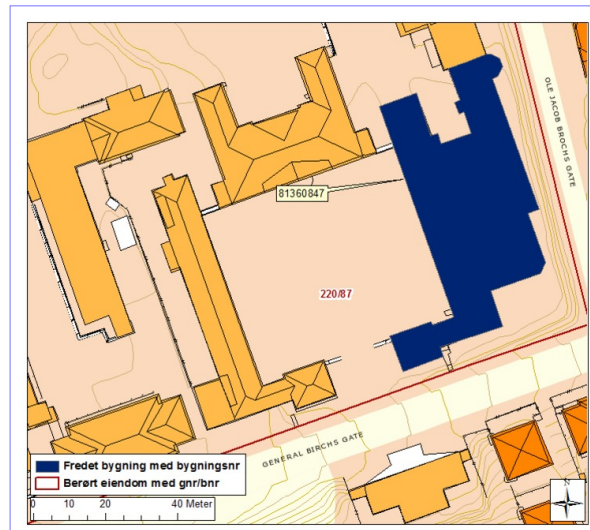 OLE JACOB BROCHS GATE
81360847
220/87
GENERAL BIRCHS GATE
Fredet bygning med bygningsnr
Berørt eiendom med gnr/bnr
0 10 20 40 Meter